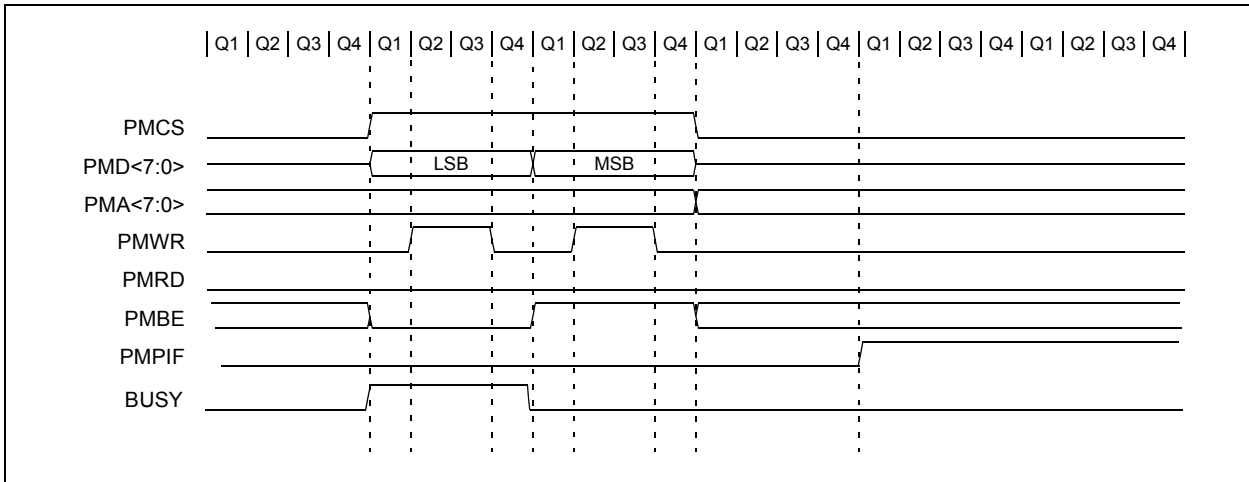 Q1 Q2 Q3 Q4 Q1 Q2 Q3 Q4 Q1 Q2 Q3 Q4 Q1 Q2 Q3 Q4 Q1 Q2 Q3 Q4 Q1 Q2 Q3 Q4
PMCS
PMD<7:0> LSB MSB
PMA<7:0>
PMWR
PMRD
PMBE
PMPIF
BUSY